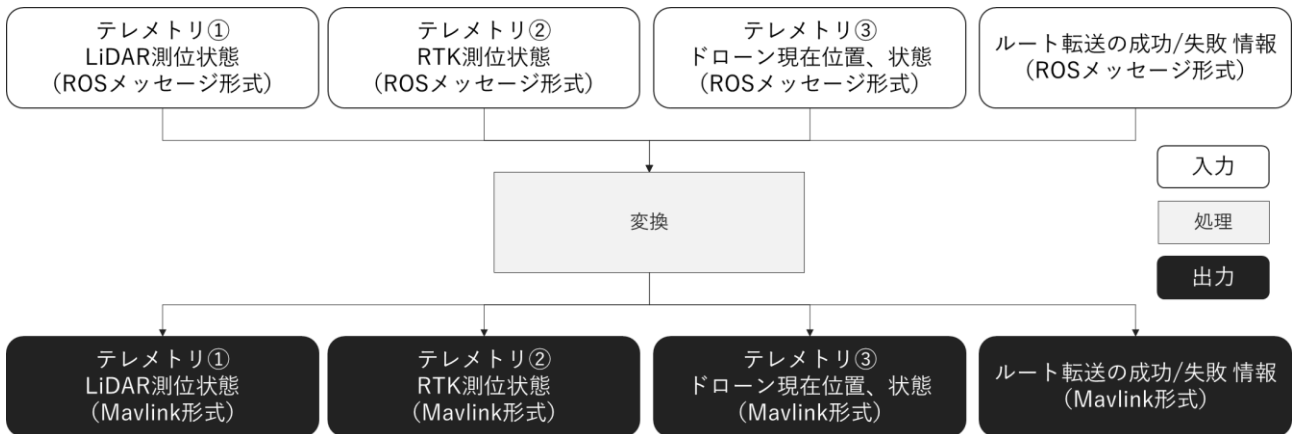 テレメトリ①
LiDAR測位状態
（ROSメッセージ形式）
テレメトリ②
RTK測位状態
（ROSメッセージ形式）
テレメトリ③
ドローン現在位置、状態
（ROSメッセージ形式）
ルート転送の成功/失敗 情報
（ROSメッセージ形式）
入力
変換
処理
出力
テレメトリ①
LiDAR測位状態
（Mavlink形式）
テレメトリ②
RTK測位状態
（Mavlink形式）
テレメトリ③
ドローン現在位置、状態
（Mavlink形式）
ルート転送の成功/失敗 情報
（Mavlink形式）